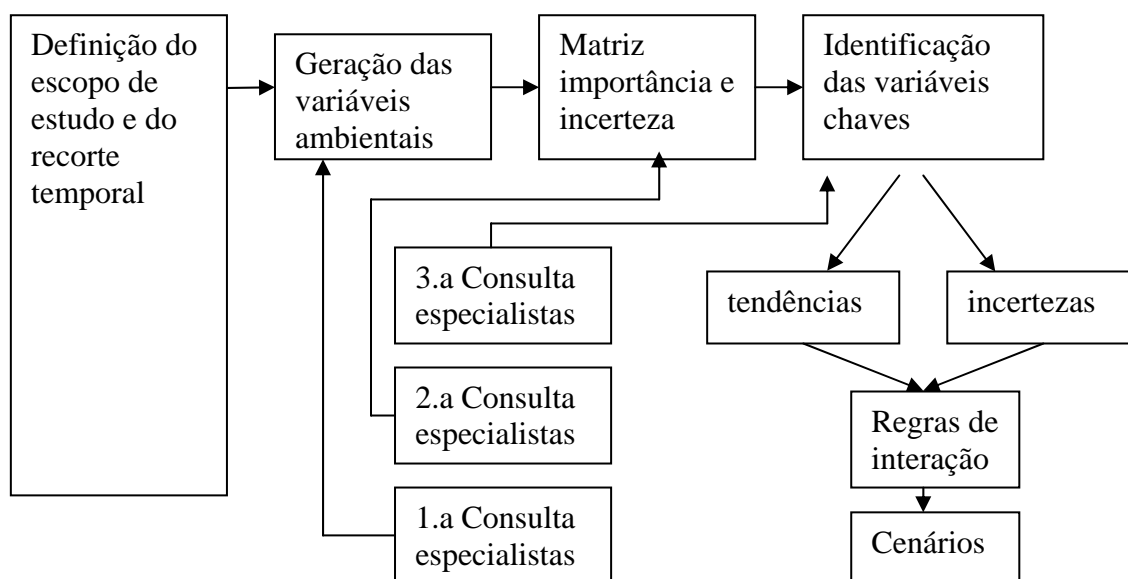 Definição do
escopo de
estudo e do
recorte
temporal
Geração das
variáveis
ambientais
Matriz
importância e
incerteza
Identificação
das variáveis
chaves
3.a Consulta
especialistas
tendências
incertezas
2.a Consulta
especialistas
Regras de
interação
1.a Consulta
especialistas
Cenários